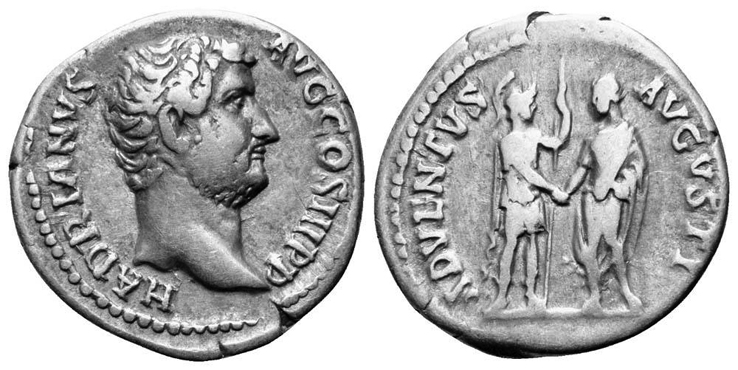 HADRIANVS AVG COS III P P
ADVENTVS AVGVSTI